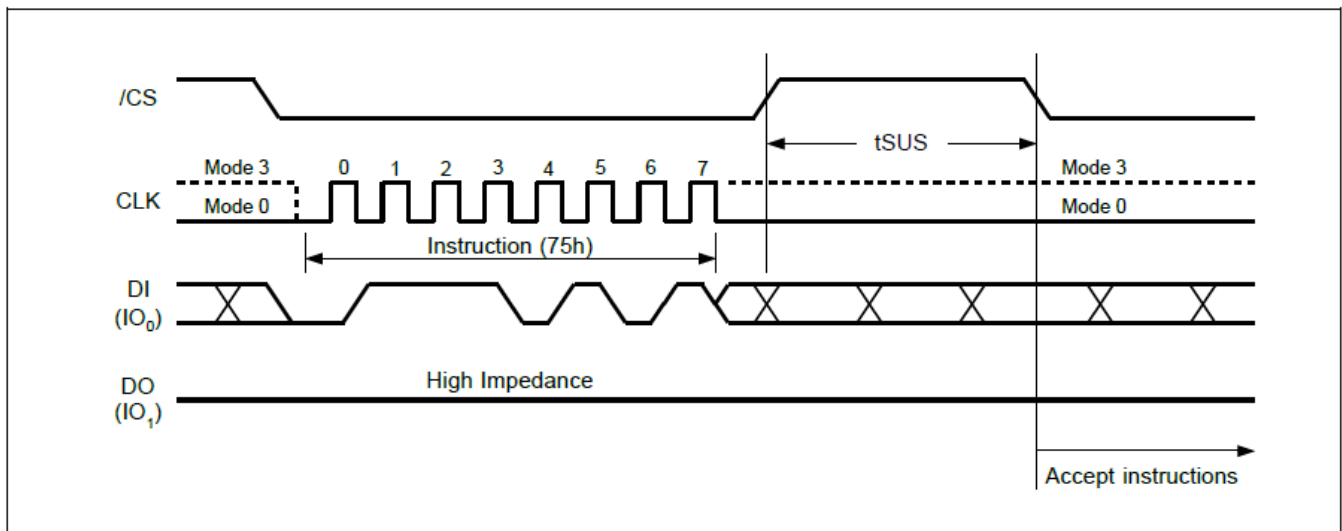 /CS
tSUS
Mode 3 0 1 2 3 4 5 6 7 Mode 3
CLK
Mode 0 Mode 0
Instruction (75h)
DI
(IO0)
High Impedance
DO
(IO1)
Accept instructions